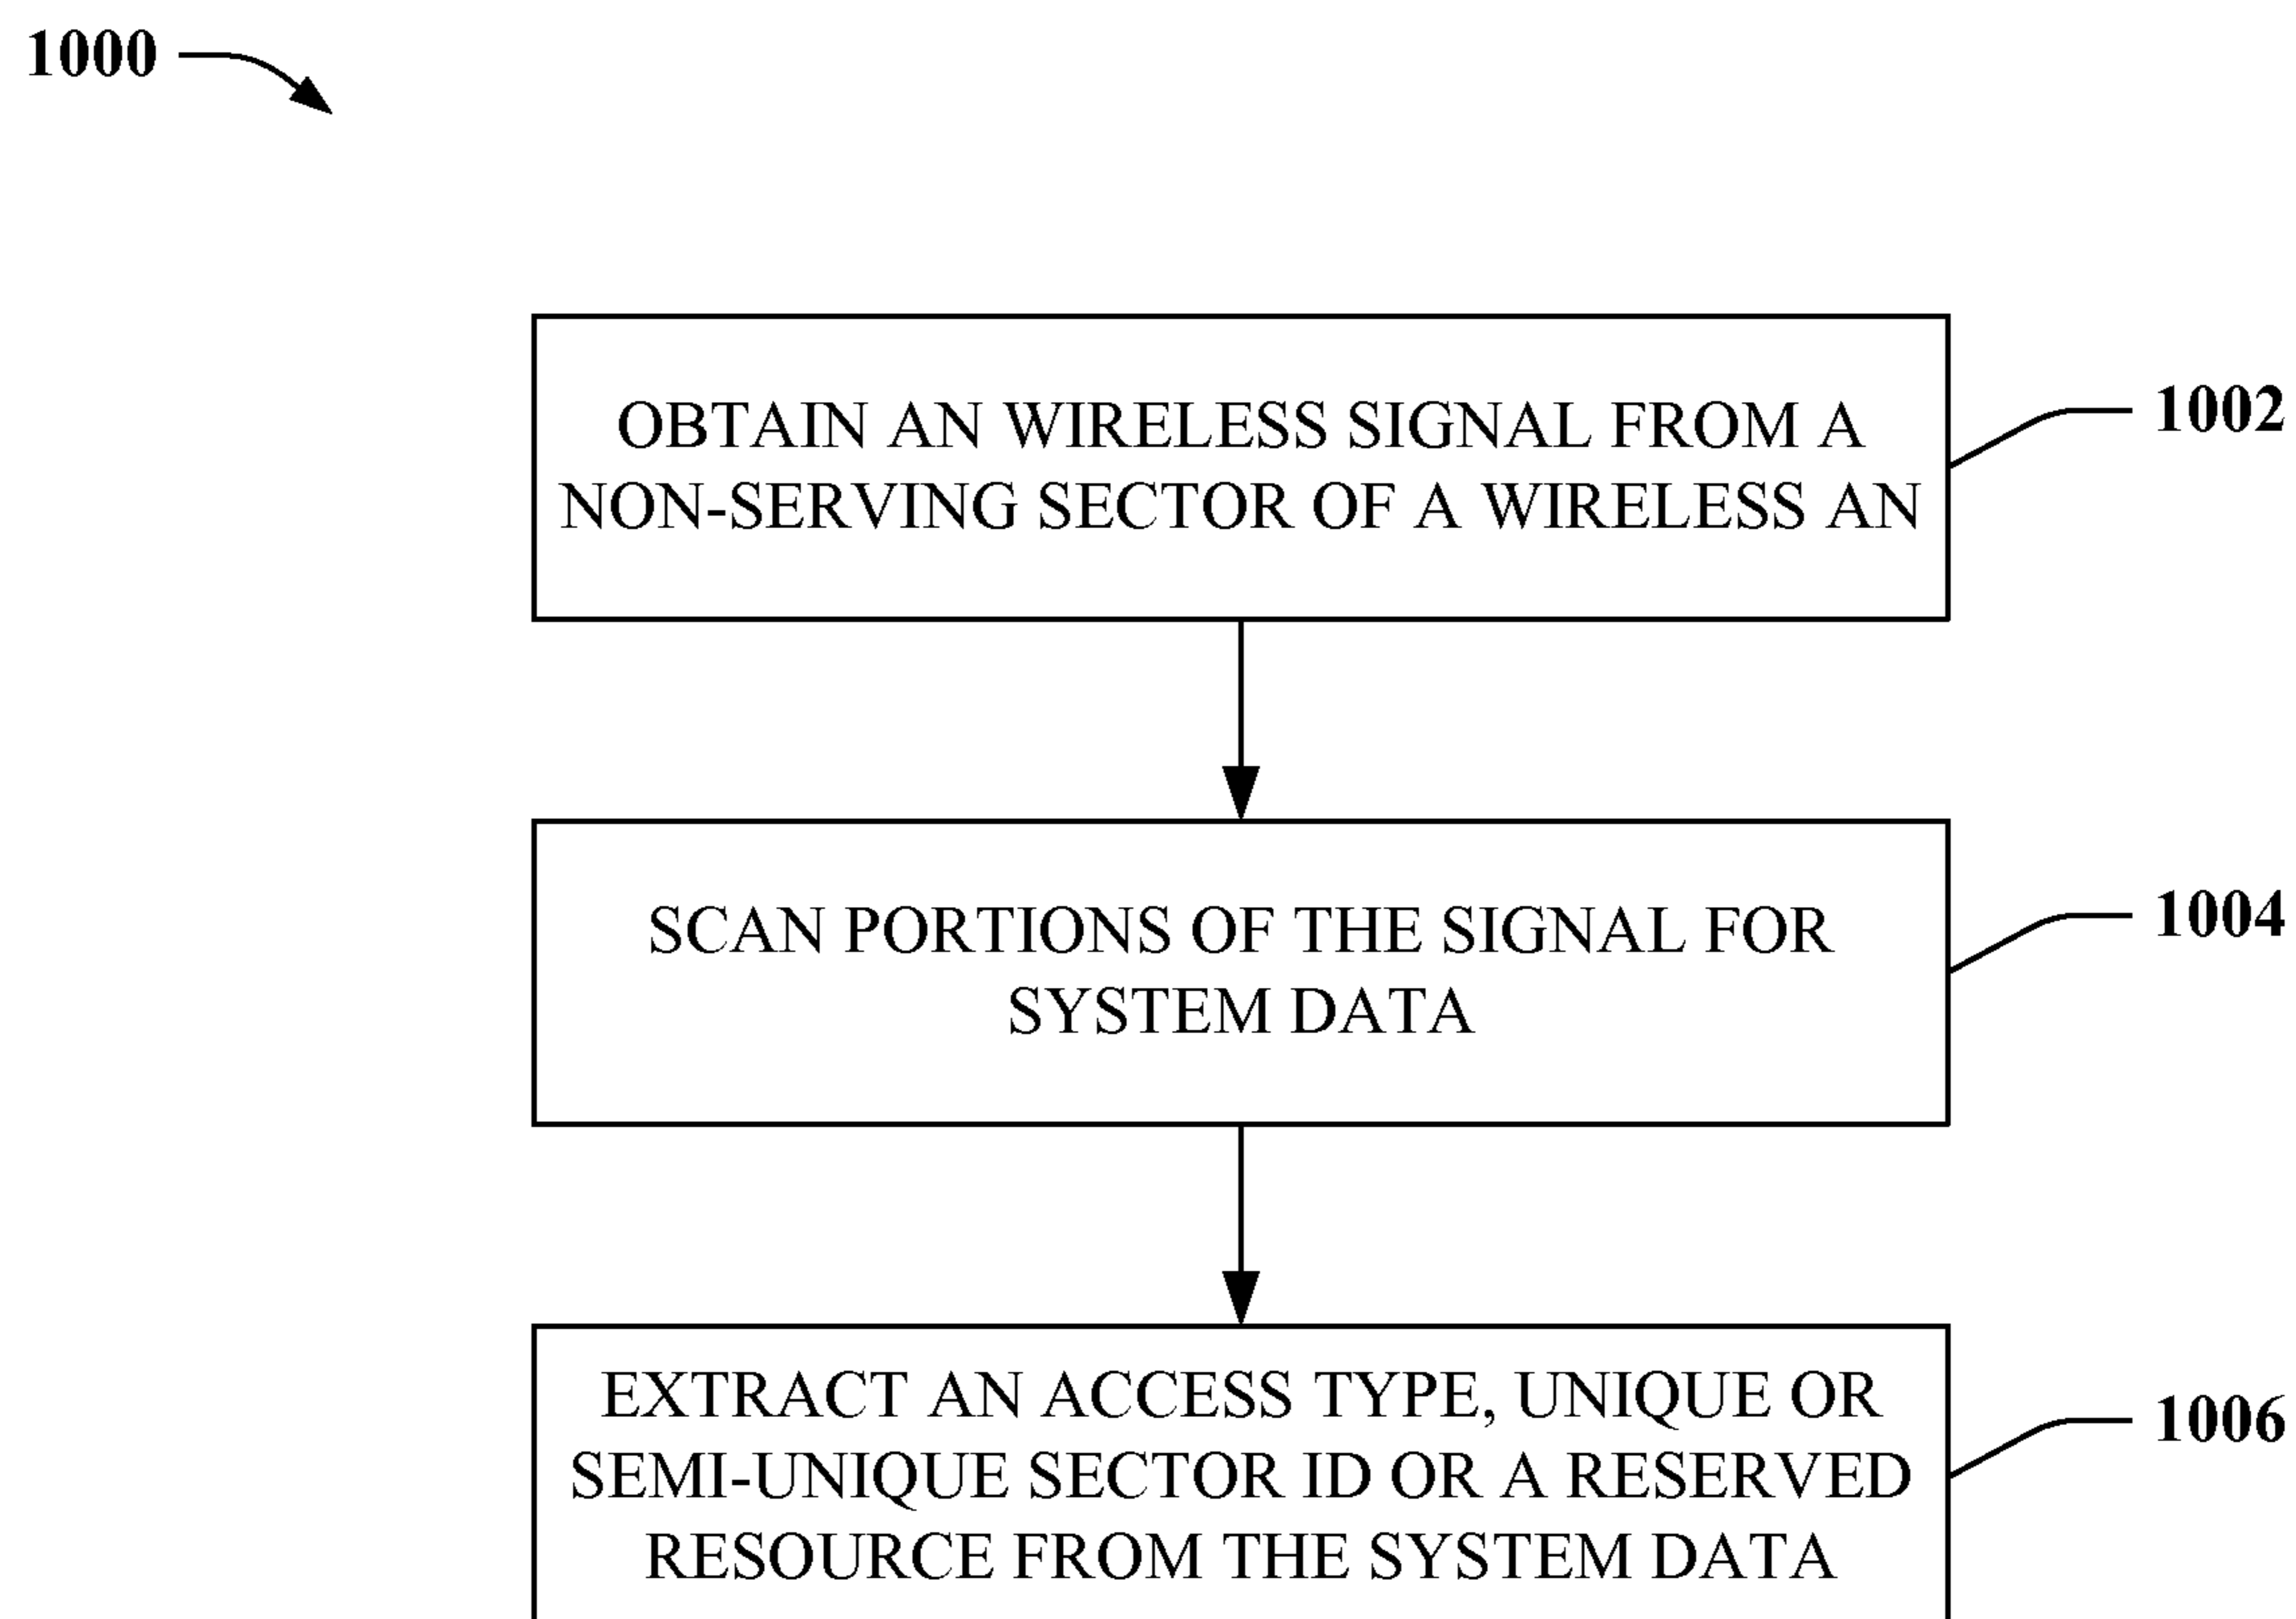 1000
OBTAIN AN WIRELESS SIGNAL FROM A
NON-SERVING SECTOR OF A WIRELESS AN
1002
SCAN PORTIONS OF THE SIGNAL FOR
SYSTEM DATA
1004
EXTRACT AN ACCESS TYPE, UNIQUE OR
SEMI-UNIQUE SECTOR ID OR A RESERVED
RESOURCE FROM THE SYSTEM DATA
1006